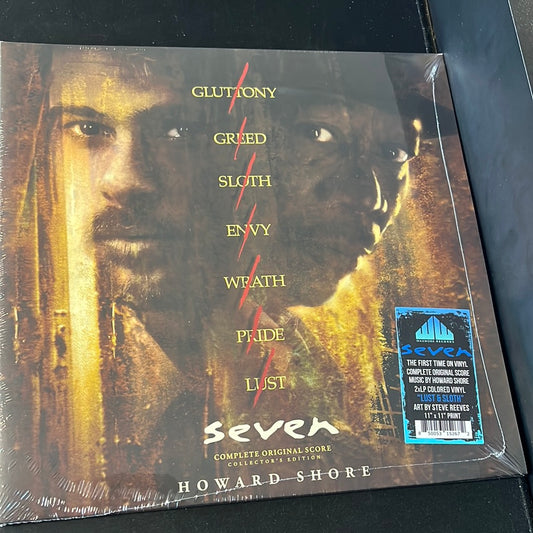 GLUTTONY
GREED
SLOTH
ENVY
WRATH
PRIDE
LUST
seven
COMPLETE ORIGINAL SCORE
COLLECTOR'S EDITION
HOWARD SHORE
seven
THE FIRST TIME ON VINYL
COMPLETE ORIGINAL SCORE
MUSIC BY HOWARD SHORE
2xLP COLORED VINYL
"LUST & SLOTH"
ART BY STEVE REEVES
11" x 11" PRINT